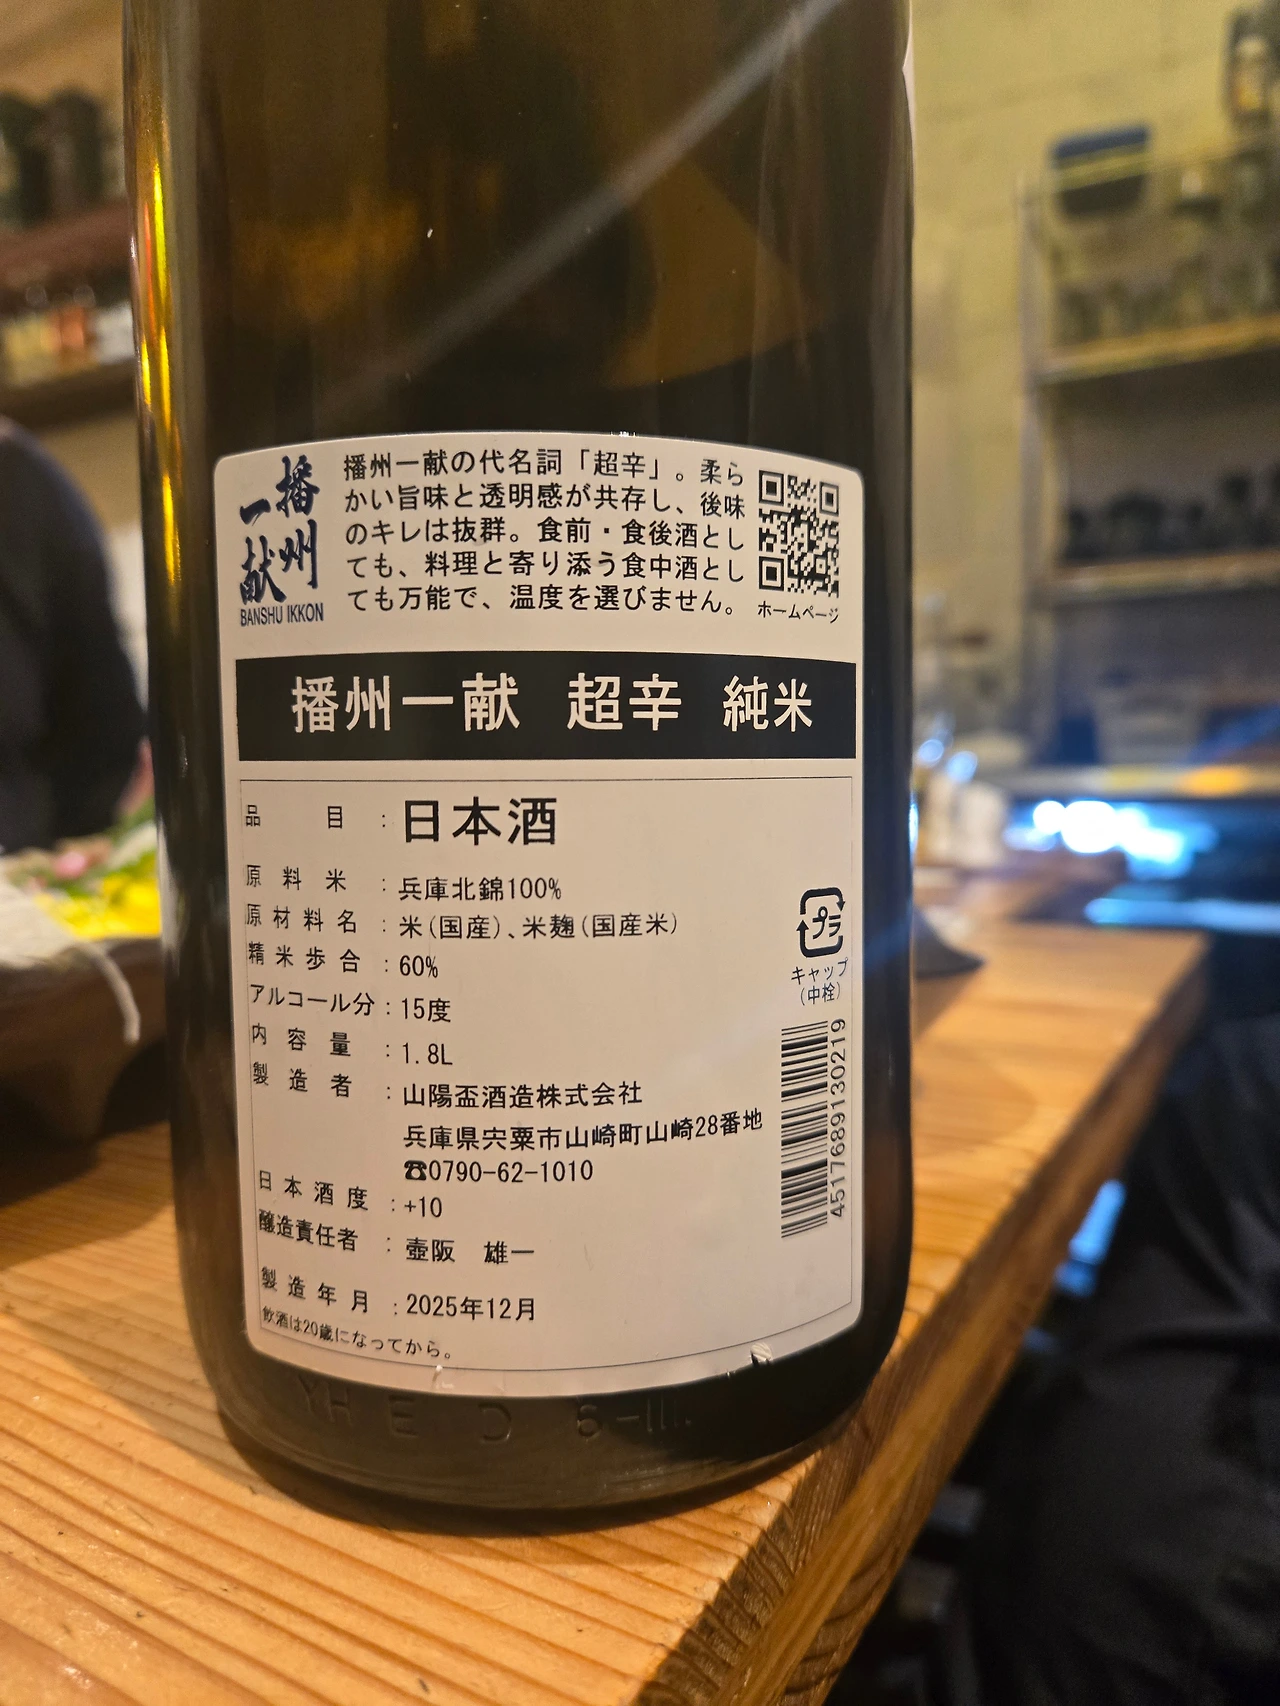 播州
一献
BANSHU IKKON
播州一献の代名詞「超辛」。柔ら
かい旨味と透明感が共存し、後味
のキレは抜群。食前・食後酒とし
ても、料理と寄り添う食中酒とし
ても万能で、温度を選びません。
ホームページ
播州一献 超辛 純米
品目：日本酒
原料米：兵庫北錦100%
原材料名：米(国産)、米麹(国産米)
精米歩合：60%
アルコール分：15度
内容量：1.8L
製造者：山陽盃酒造株式会社
兵庫県宍粟市山崎町山崎28番地
☎0790-62-1010
日本酒度：+10
醸造責任者：壺阪 雄一
製造年月：2025年12月
飲酒は20歳になってから。
プラ
キャップ
(中栓)
4517689130219